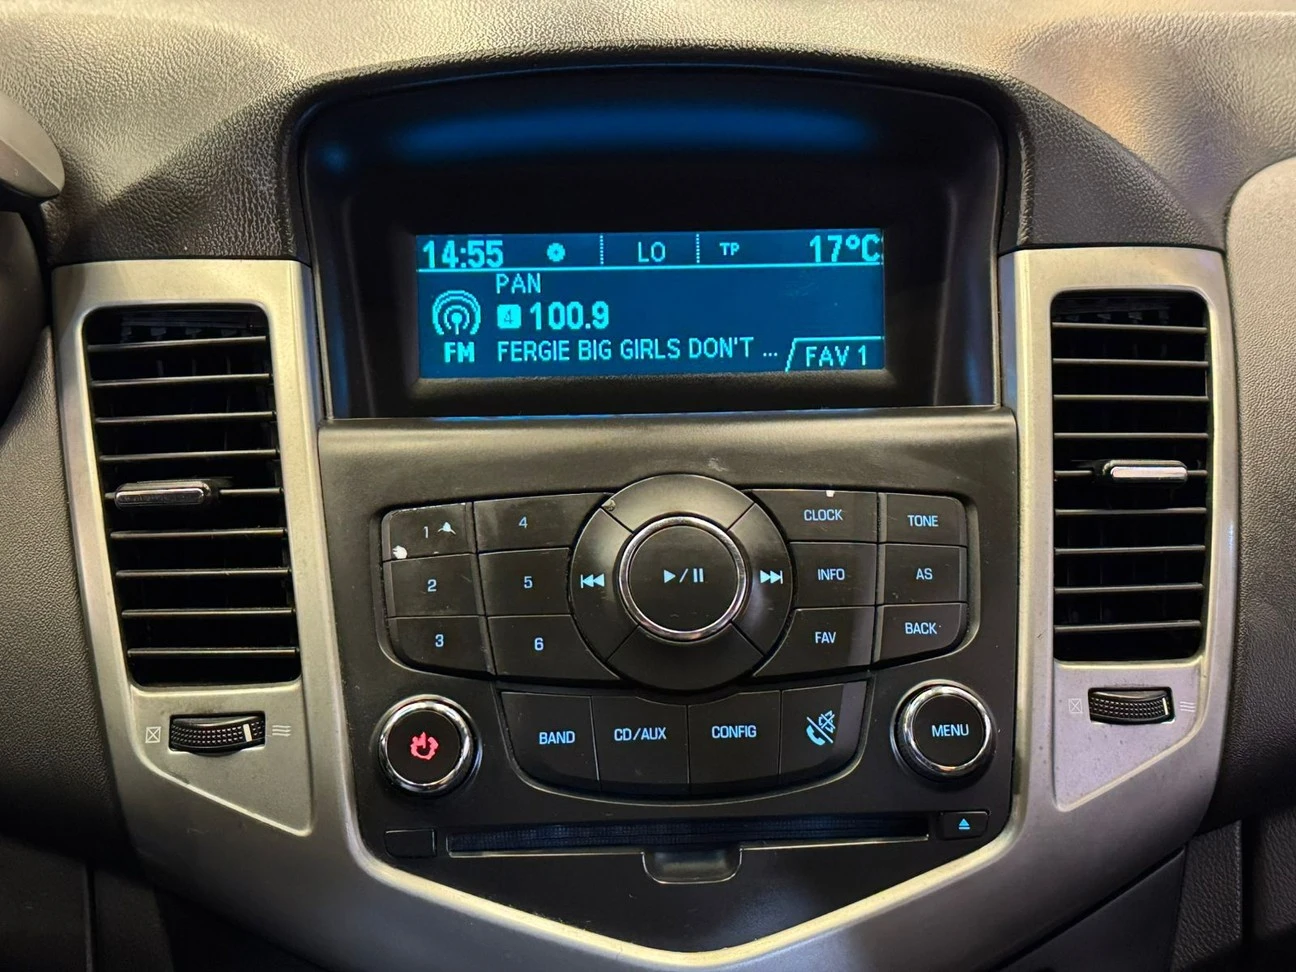 14:55 LO TP 17°C
PAN
4 100.9
FM FERGIE BIG GIRLS DON'T ... FAV 1
1 4 CLOCK TONE
2 5 INFO AS
3 6 FAV BACK
BAND CD/AUX CONFIG MENU